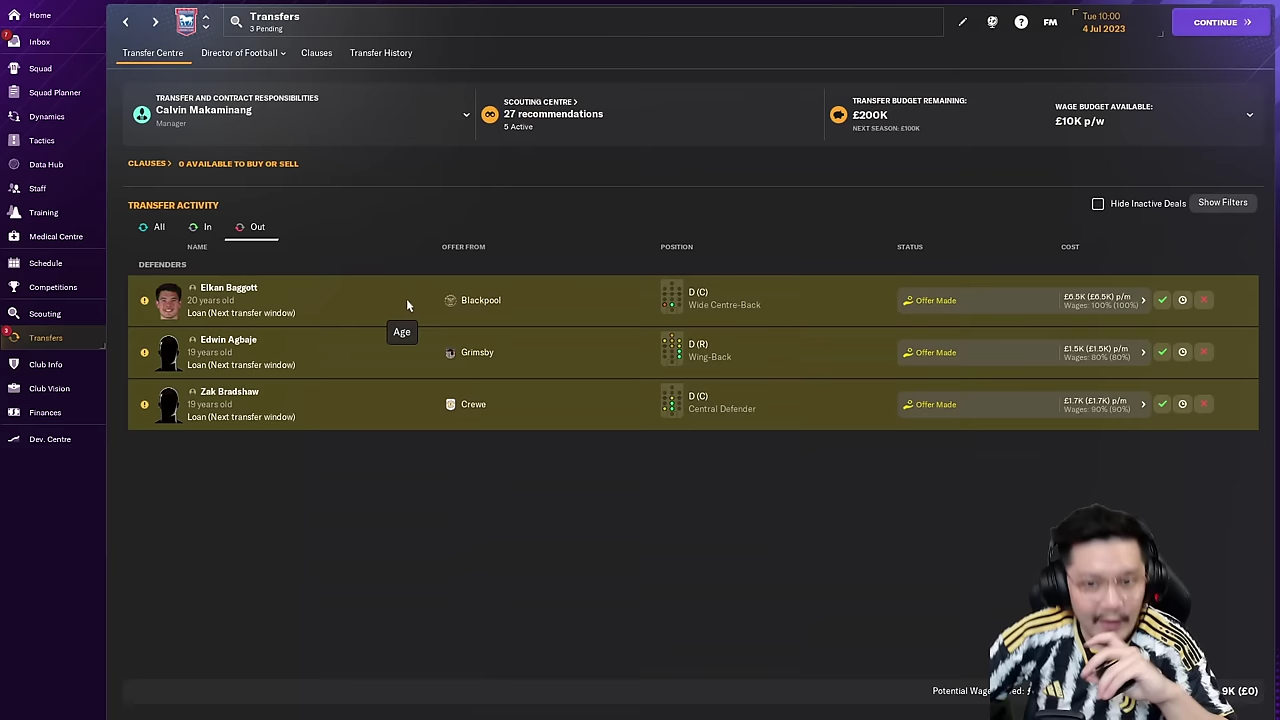 Home
7
Inbox
Squad
Squad Planner
Dynamics
Tactics
Data Hub
Staff
Training
Medical Centre
Schedule
Competitions
Scouting
3
Transfers
Club Info
Club Vision
Finances
Dev. Centre
Transfers
3 Pending
?
FM
Tue 10:00
4 Jul 2023
CONTINUE
Transfer Centre
Director of Football
Clauses
Transfer History
TRANSFER AND CONTRACT RESPONSIBILITIES
Calvin Makaminang
Manager
SCOUTING CENTRE >
27 recommendations
5 Active
TRANSFER BUDGET REMAINING:
£200K
NEXT SEASON: £100K
WAGE BUDGET AVAILABLE:
£10K p/w
CLAUSES > 0 AVAILABLE TO BUY OR SELL
TRANSFER ACTIVITY
Hide Inactive Deals
Show Filters
All
In
Out
NAME
OFFER FROM
POSITION
STATUS
COST
DEFENDERS
Elkan Baggott
20 years old
Loan (Next transfer window)
Blackpool
D (C)
Wide Centre-Back
Offer Made
£6.5K (£6.5K) p/m
Wages: 100% (100%)
Age
Edwin Agbaje
19 years old
Loan (Next transfer window)
Grimsby
D (R)
Wing-Back
Offer Made
£1.5K (£1.5K) p/m
Wages: 80% (80%)
Zak Bradshaw
19 years old
Loan (Next transfer window)
Crewe
D (C)
Central Defender
Offer Made
£1.7K (£1.7K) p/m
Wages: 90% (90%)
Potential Wage
9K (£0)